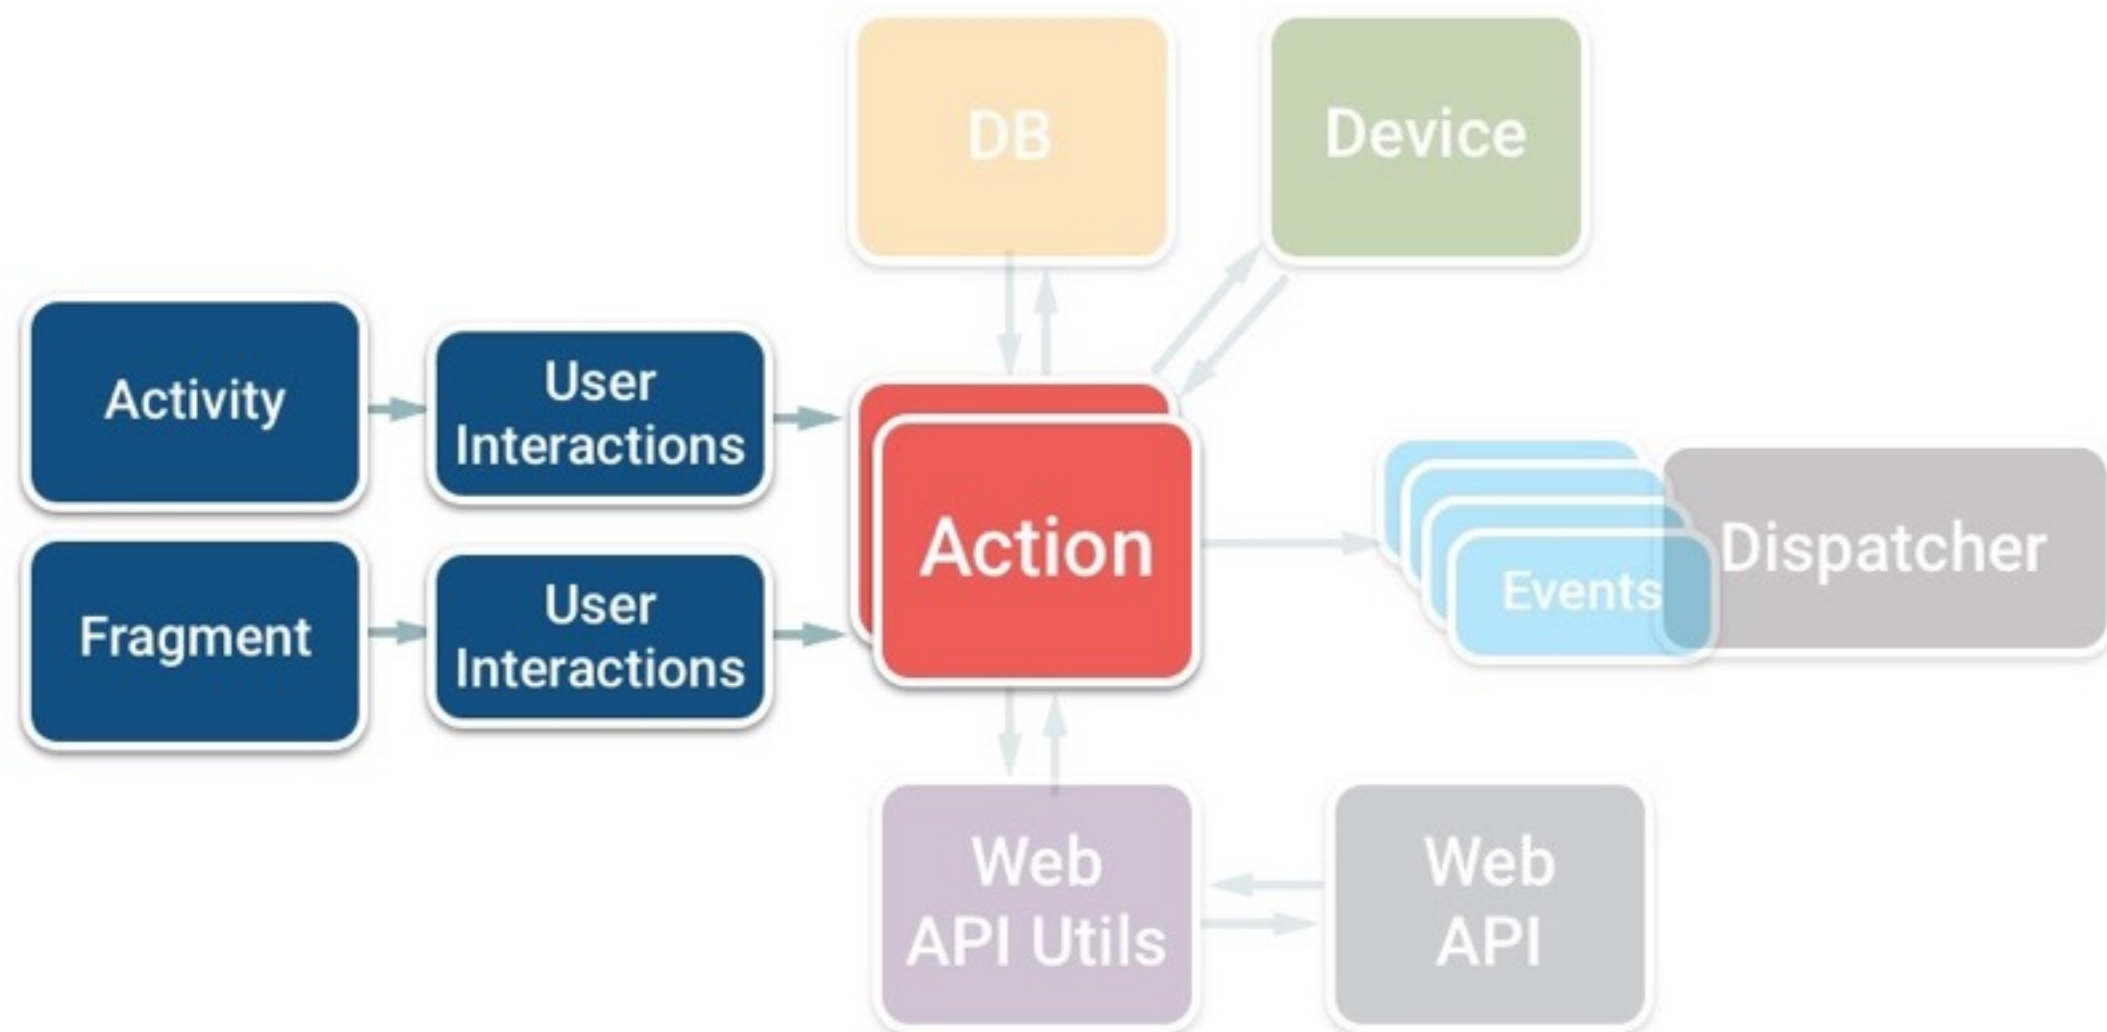 DB
Device
Activity
User
Interactions
Action
Events
Dispatcher
Fragment
User
Interactions
Web
API Utils
Web
API